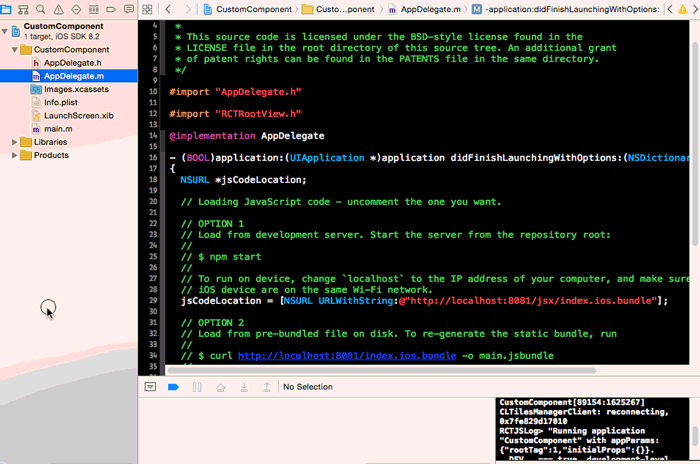 CustomComponent
1 target, iOS SDK 8.2
CustomComponent
AppDelegate.h
AppDelegate.m
Images.xcassets
Info.plist
LaunchScreen.xib
main.m
Libraries
Products
CustomComponent Custo…ponent AppDelegate.m -application:didFinishLaunchingWithOptions:
4 *
5 * This source code is licensed under the BSD-style license found in the
6 * LICENSE file in the root directory of this source tree. An additional grant
7 * of patent rights can be found in the PATENTS file in the same directory.
8 */
9
10 #import "AppDelegate.h"
11
12 #import "RCTRootView.h"
13
14 @implementation AppDelegate
15
16 - (BOOL)application:(UIApplication *)application didFinishLaunchingWithOptions:(NSDictionar
17 {
18 NSURL *jsCodeLocation;
19
20 // Loading JavaScript code - uncomment the one you want.
21
22 // OPTION 1
23 // Load from development server. Start the server from the repository root:
24 //
25 // $ npm start
26 //
27 // To run on device, change `localhost` to the IP address of your computer, and make sure
28 // iOS device are on the same Wi-Fi network.
29 jsCodeLocation = [NSURL URLWithString:@"http://localhost:8081/jsx/index.ios.bundle"];
30
31 // OPTION 2
32 // Load from pre-bundled file on disk. To re-generate the static bundle, run
33 //
34 // $ curl http://localhost:8081/index.ios.bundle -o main.jsbundle
35 //
No Selection
CustomComponent[89154:1625267]
CLTilesManagerClient: reconnecting,
0x7fe829d17010
RCTJSLog> "Running application
"CustomComponent" with appParams:
{"rootTag":1,"initialProps":{}}.
__DEV__ === true, development-level